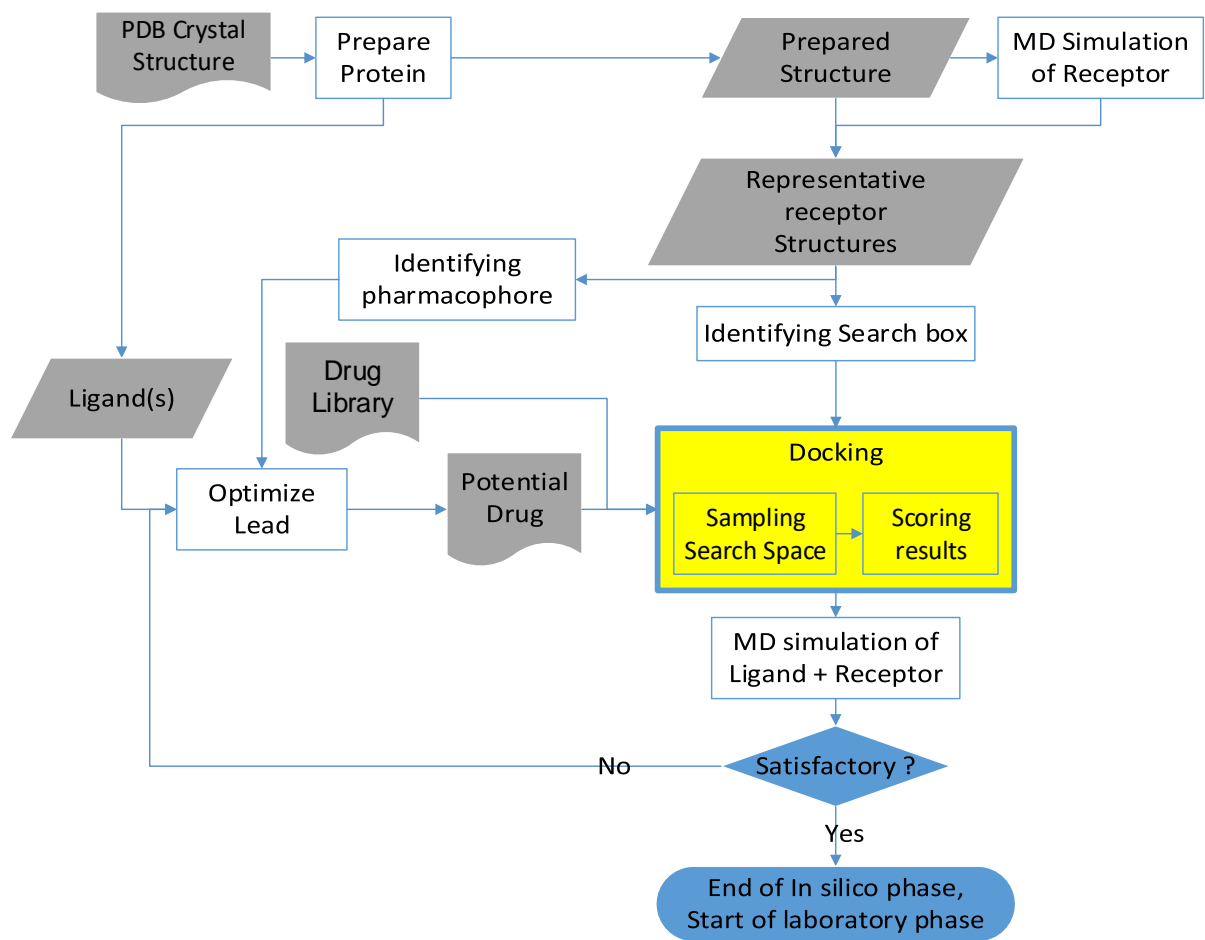 PDB Crystal
Structure
Prepare
Protein
Prepared
Structure
MD Simulation
of Receptor
Representative
receptor
Structures
Identifying
pharmacophore
Identifying Search box
Ligand(s)
Drug
Library
Optimize
Lead
Potential
Drug
Docking
Sampling
Search Space
Scoring
results
MD simulation of
Ligand + Receptor
Satisfactory ?
No
Yes
End of In silico phase,
Start of laboratory phase